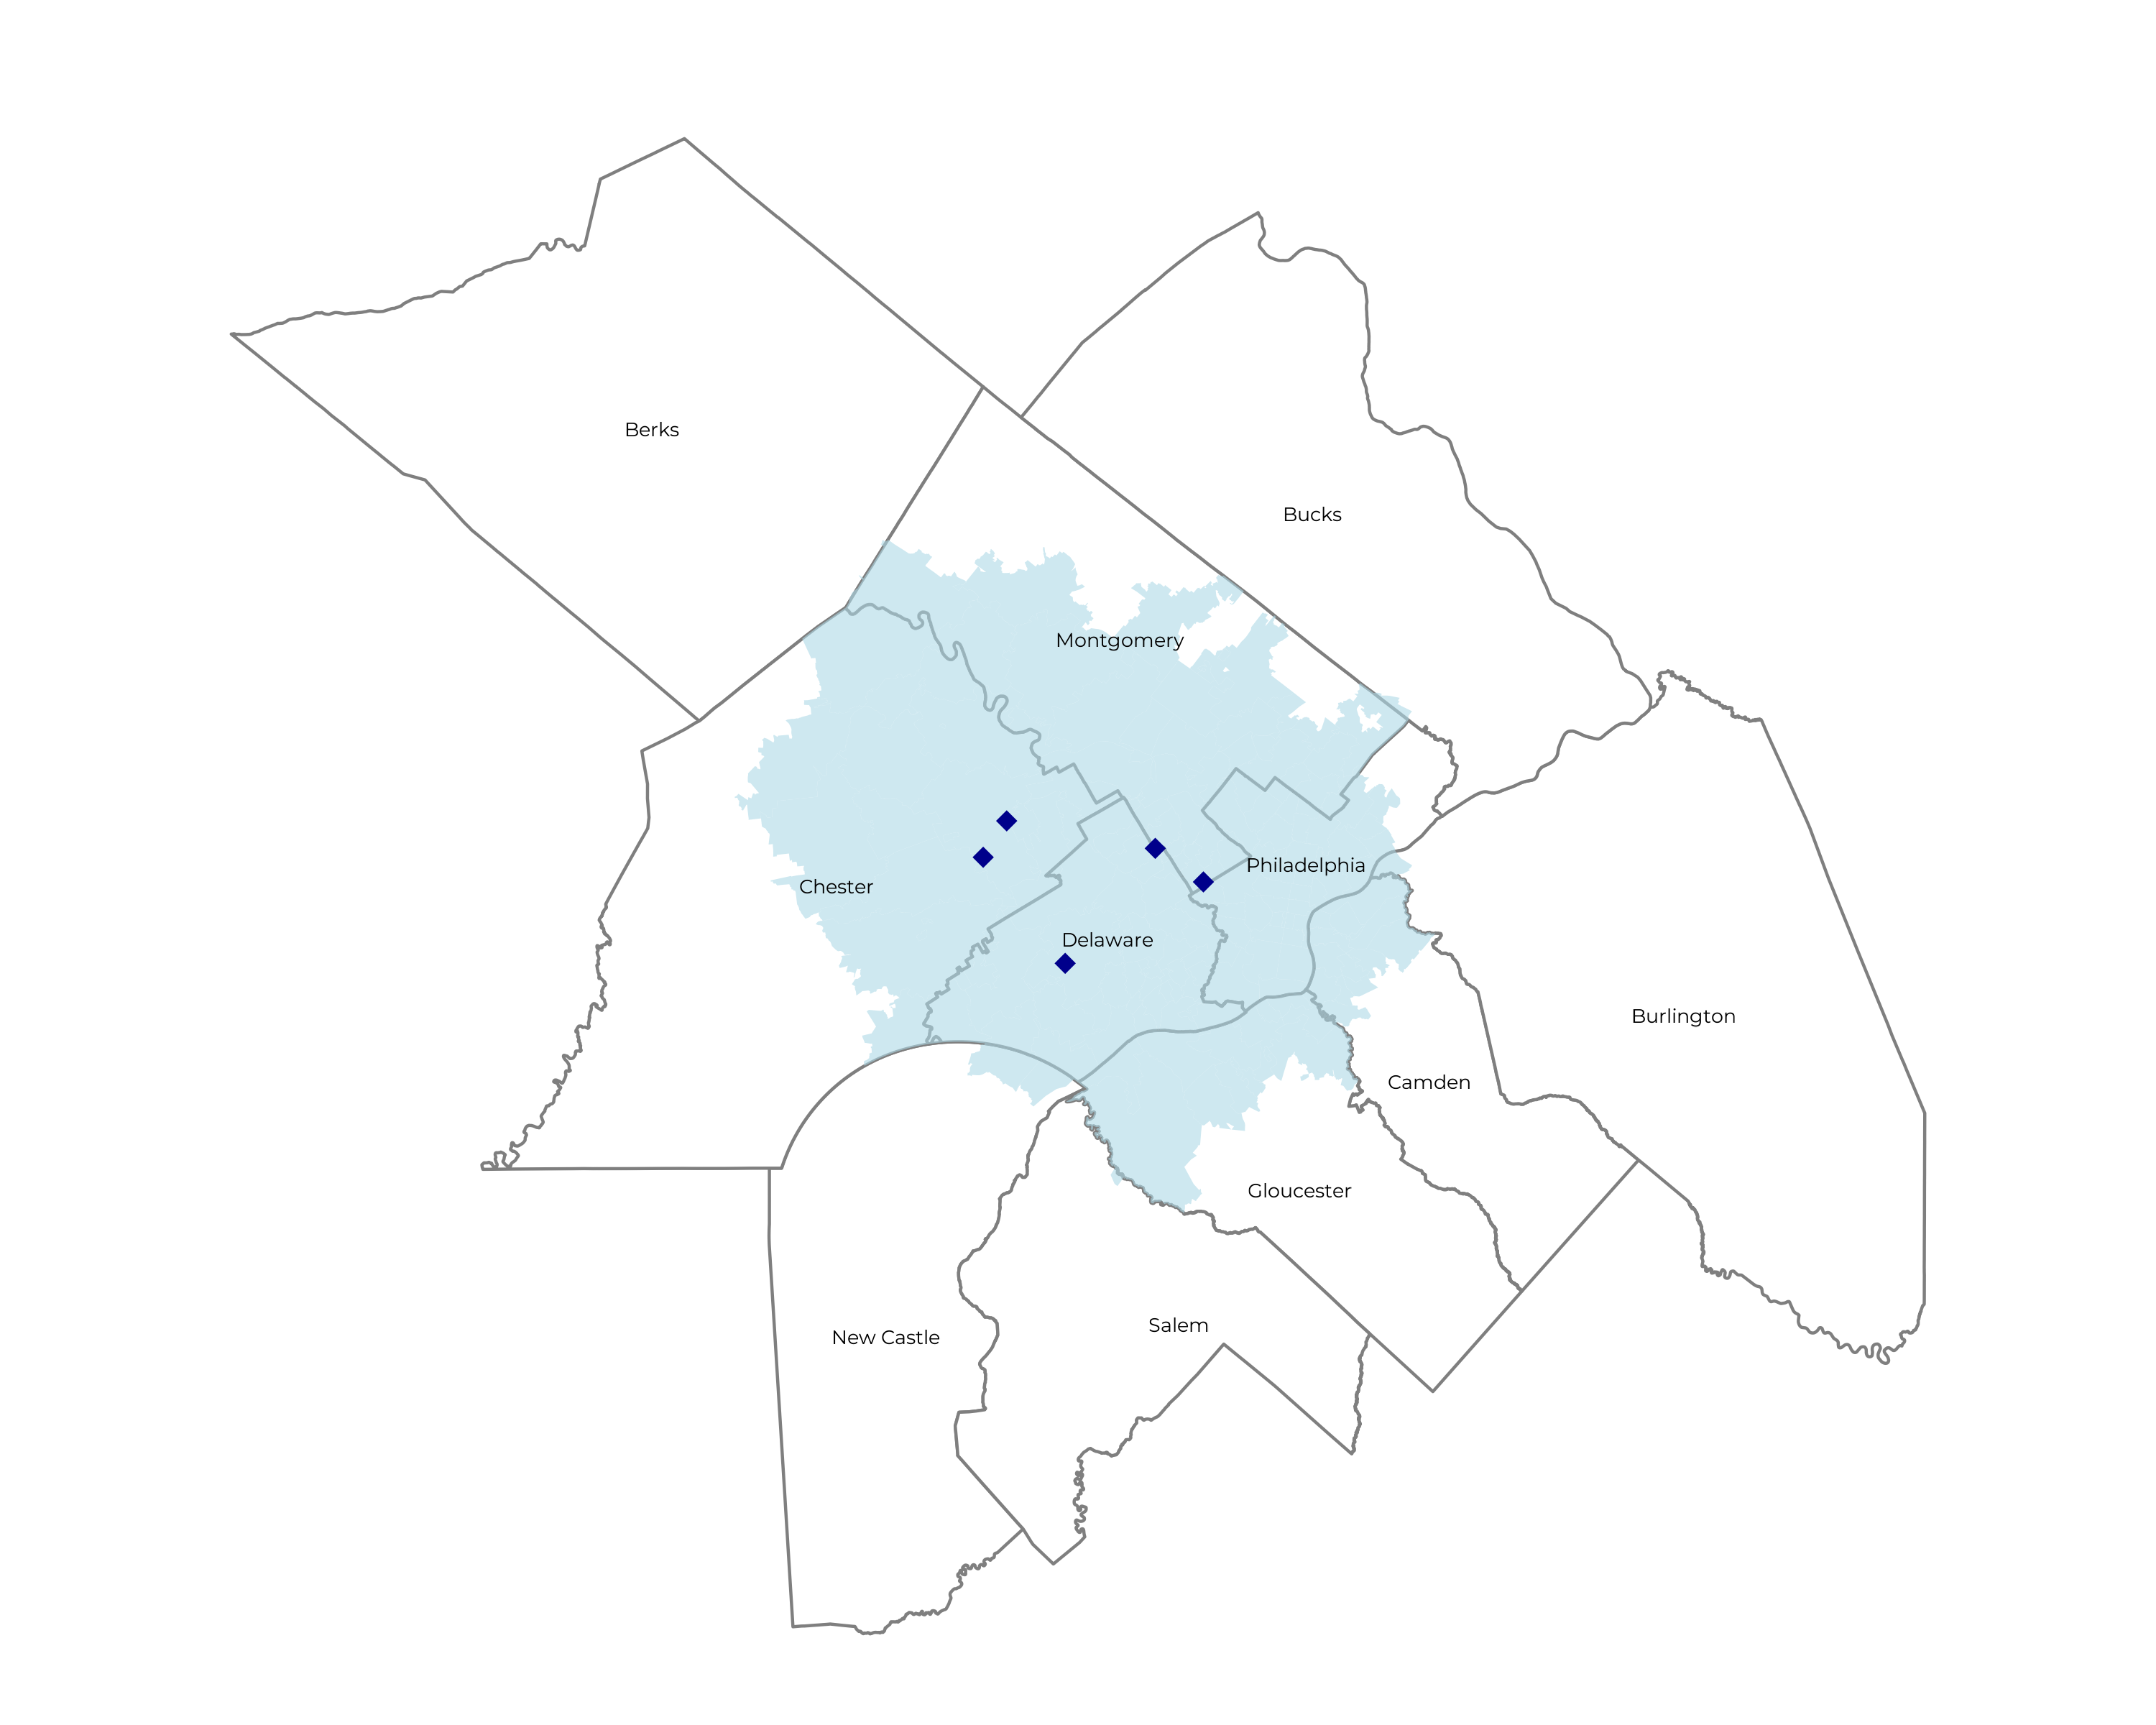 Berks
Bucks
Montgomery
Philadelphia
Chester
Delaware
Burlington
Camden
Gloucester
Salem
New Castle